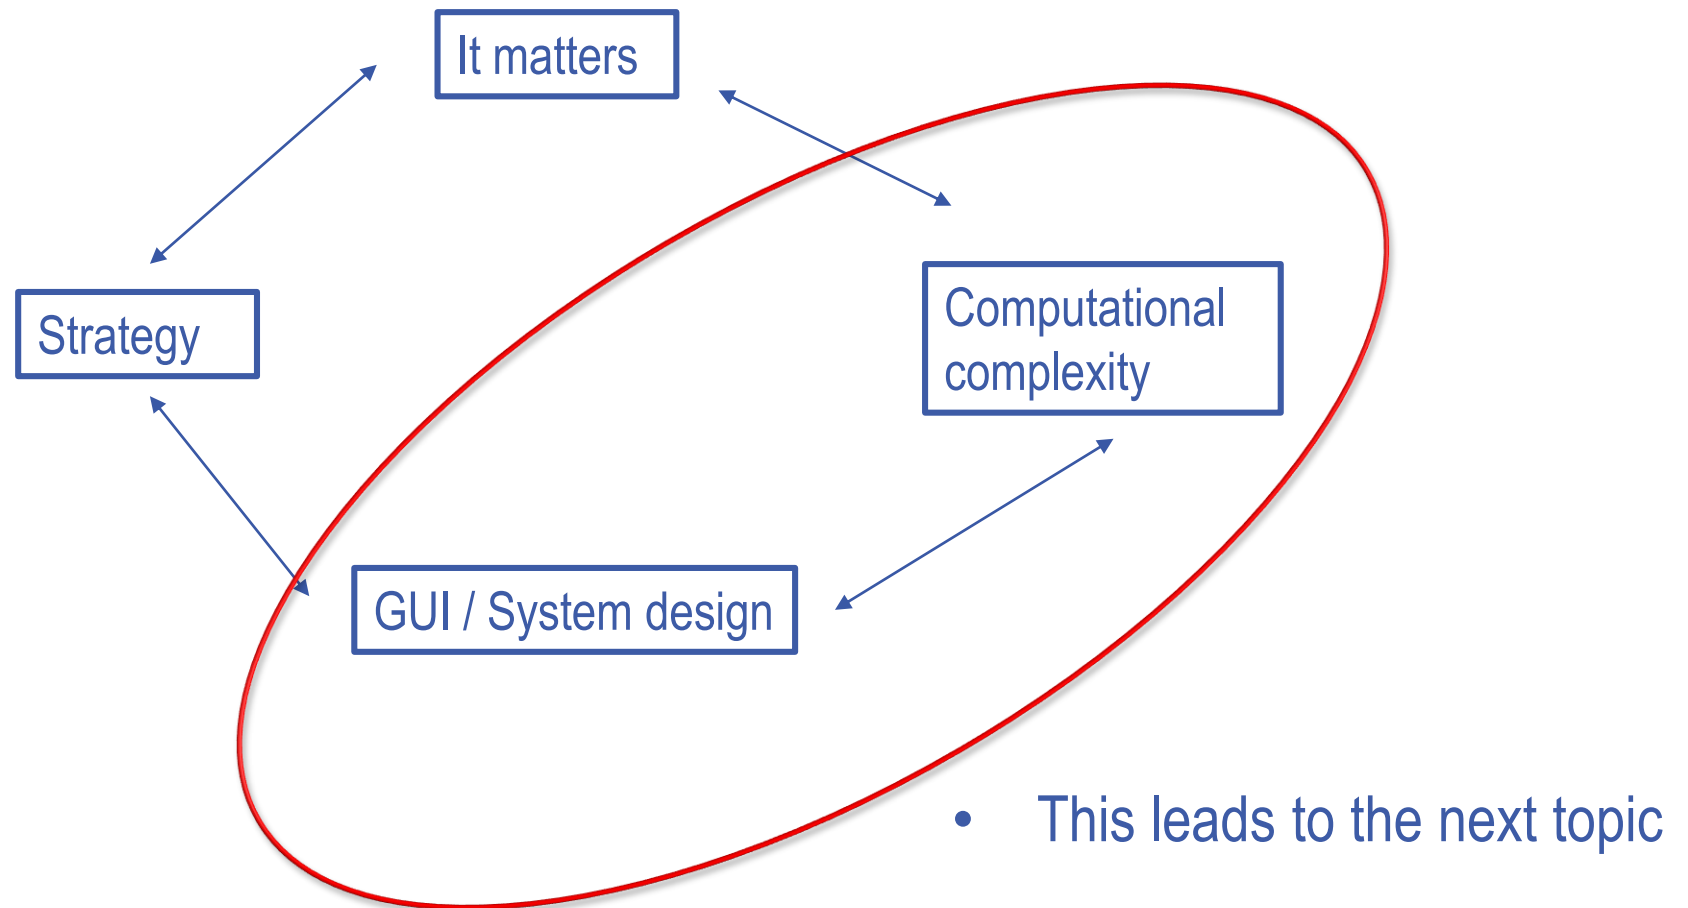 It matters
Strategy
Computational
complexity
GUI / System design
• This leads to the next topic